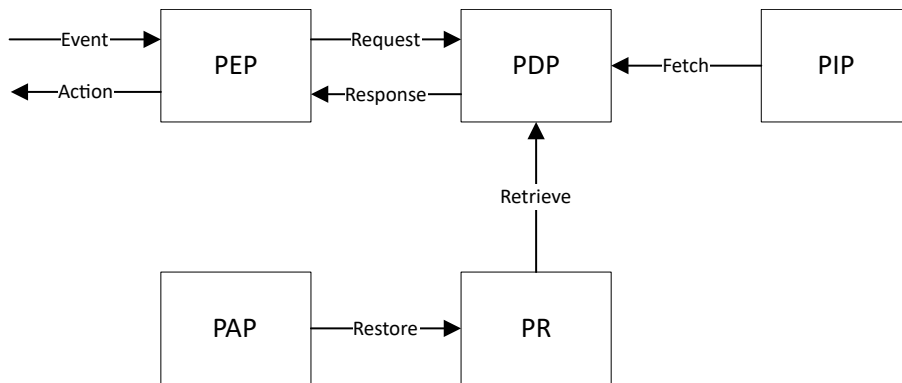 Event
PEP
Request
PDP
Fetch
PIP
Action
Response
Retrieve
PAP
Restore
PR